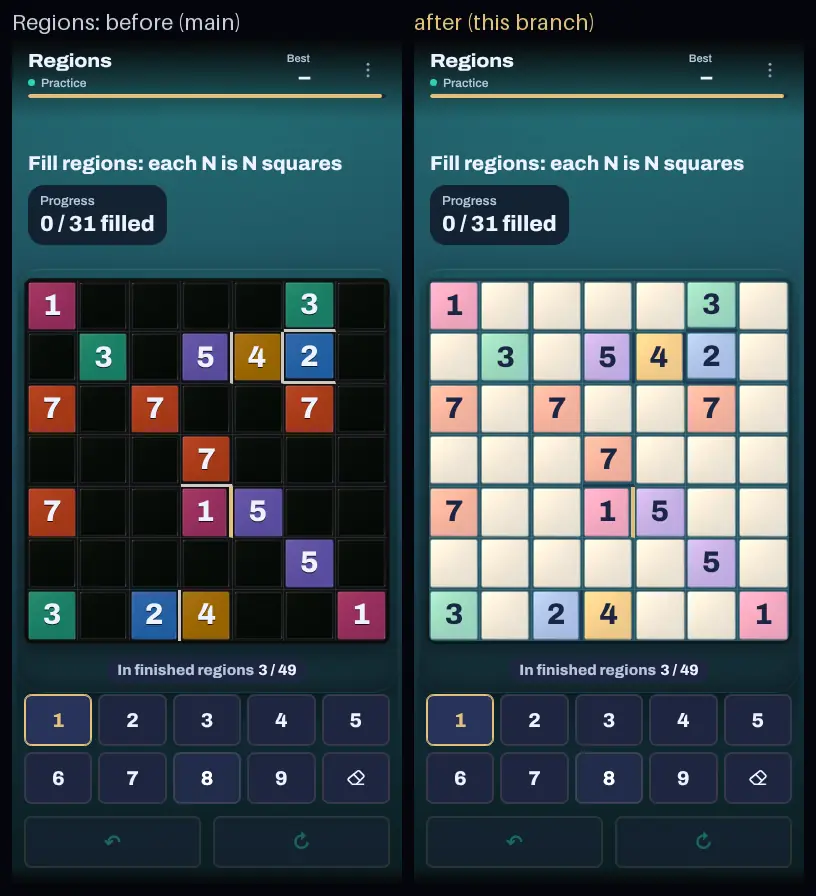 Regions: before (main)
after (this branch)
Regions
Best
–
Practice
Fill regions: each N is N squares
Progress
0 / 31 filled
1 3
3 5 4 2
7 7 7
7
7 1 5
5
3 2 4 1
In finished regions 3 / 49
1 2 3 4 5
6 7 8 9
Regions
Best
–
Practice
Fill regions: each N is N squares
Progress
0 / 31 filled
1 3
3 5 4 2
7 7 7
7
7 1 5
5
3 2 4 1
In finished regions 3 / 49
1 2 3 4 5
6 7 8 9